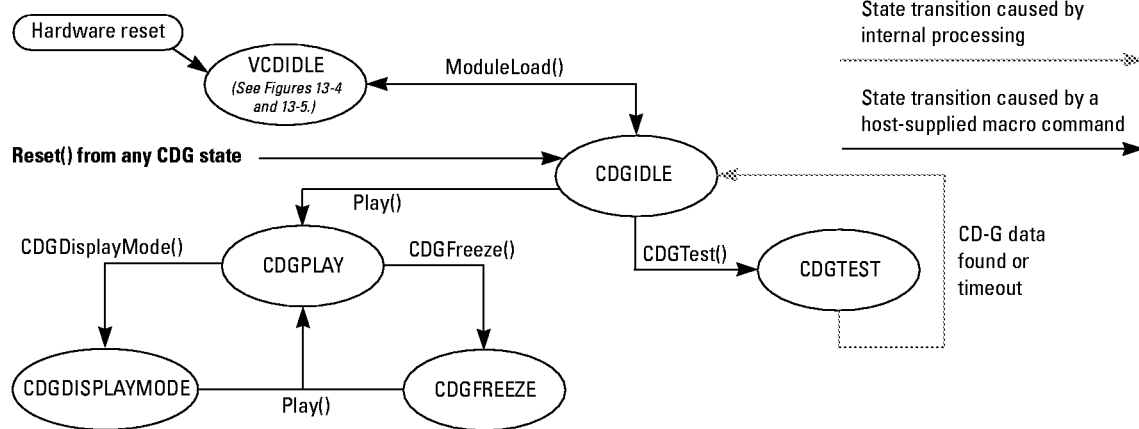 Hardware reset
VCDIDLE
(See Figures 13-4
and 13-5.)
ModuleLoad()
State transition caused by
internal processing
State transition caused by a
host-supplied macro command
Reset() from any CDG state
CDGIDLE
Play()
CDGDisplayMode()
CDGPLAY
CDGFreeze()
CDGTest()
CDGTEST
CD-G data
found or
timeout
CDGDISPLAYMODE
Play()
CDGFREEZE